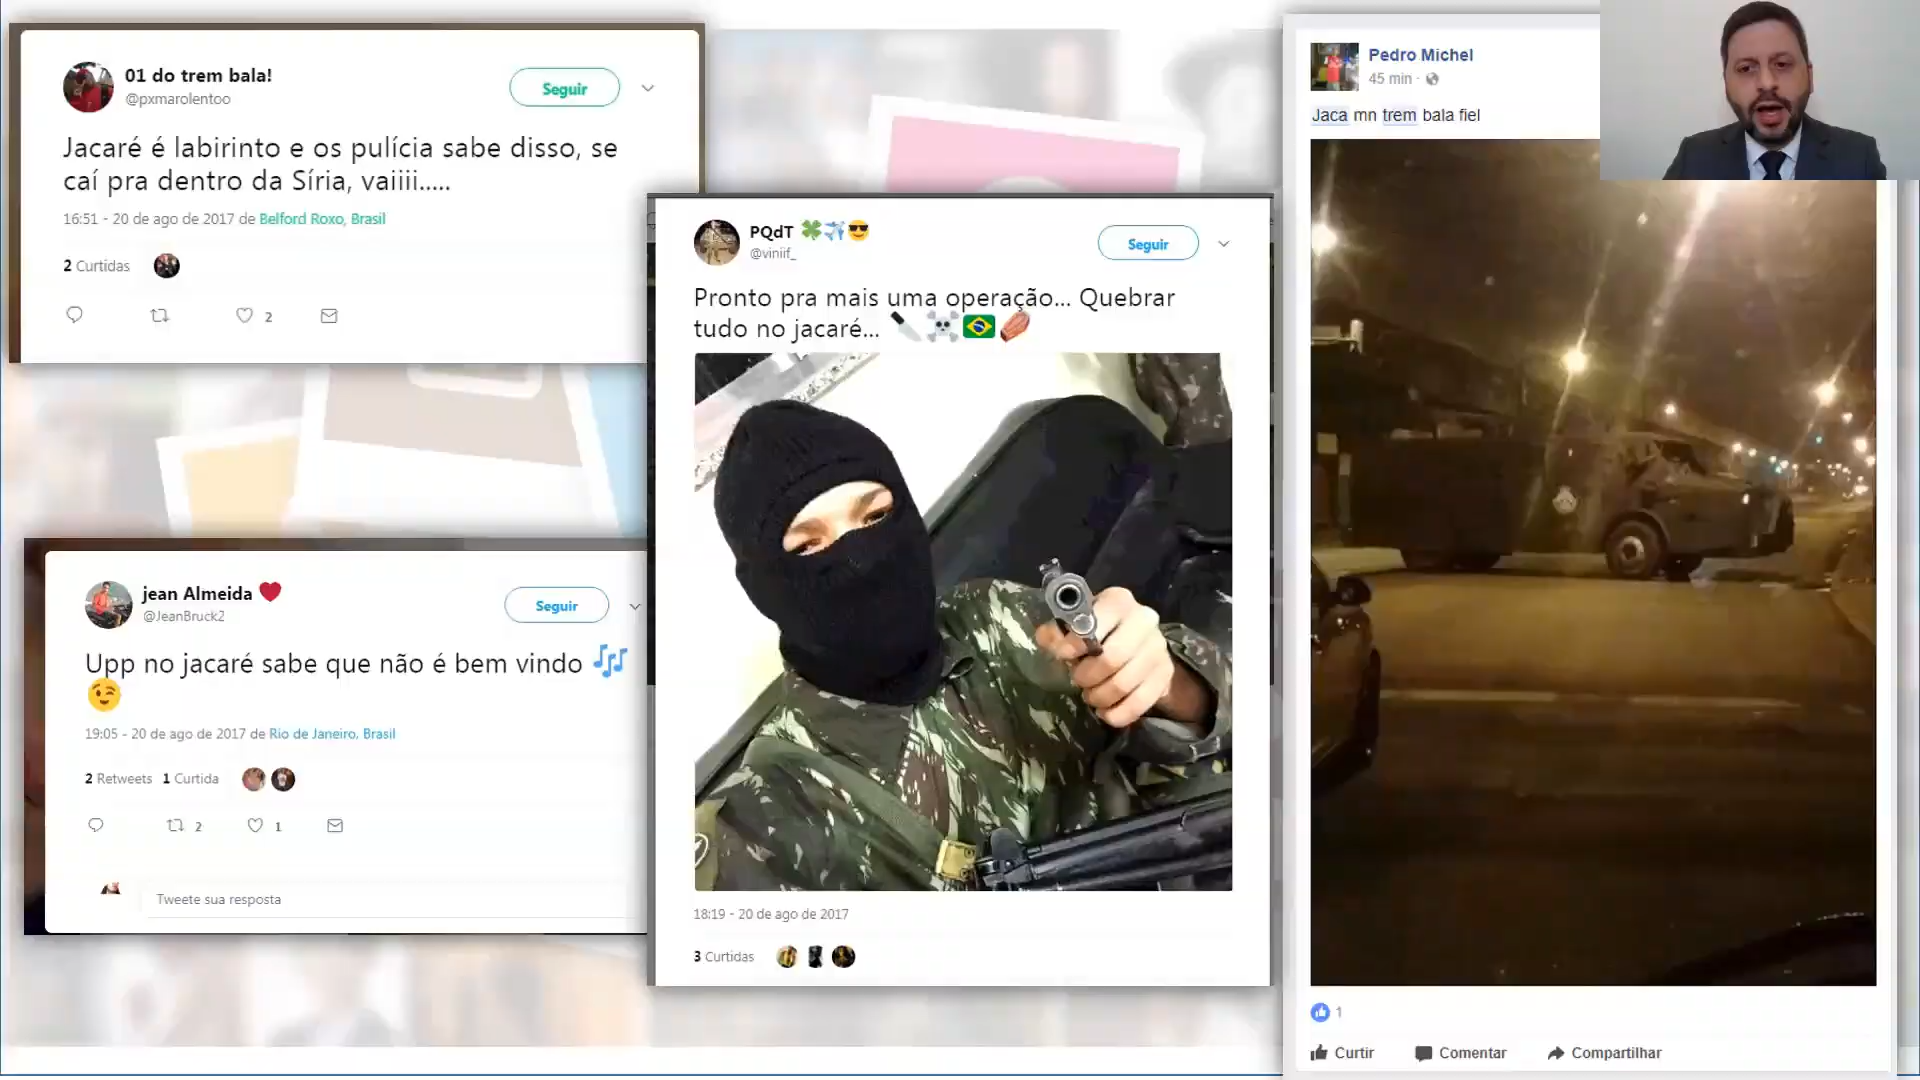 01 do trem bala!
@pxmarolentoo
Seguir
Jacaré é labirinto e os pulícia sabe disso, se
caí pra dentro da Síria, vaiiii.....
16:51 - 20 de ago de 2017 de Belford Roxo, Brasil
2 Curtidas
2
jean Almeida
@JeanBruck2
Seguir
Upp no jacaré sabe que não é bem vindo
19:05 - 20 de ago de 2017 de Rio de Janeiro, Brasil
2 Retweets 1 Curtida
2 1
Tweete sua resposta
PQdT
@viniif_
Seguir
Pronto pra mais uma operação... Quebrar
tudo no jacaré...
18:19 - 20 de ago de 2017
3 Curtidas
Pedro Michel
45 min ·
Jaca mn trem bala fiel
1
Curtir Comentar Compartilhar